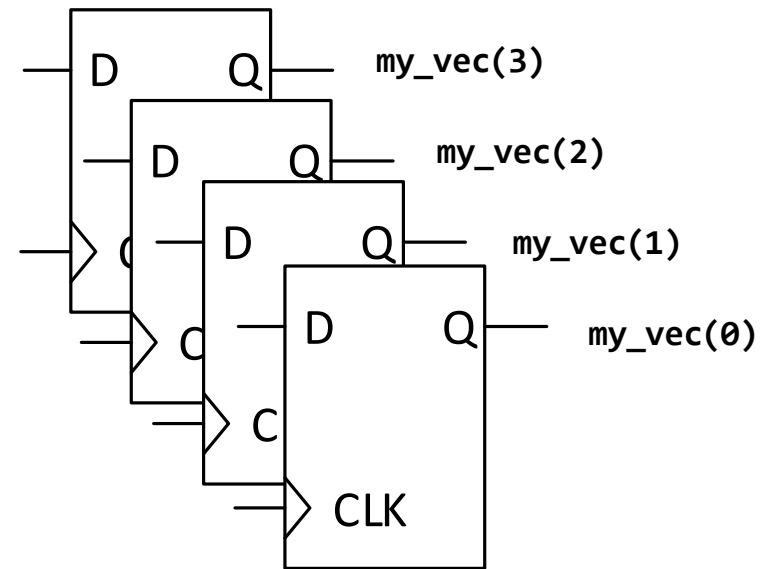 D Q my_vec(3)
D Q my_vec(2)
D Q my_vec(1)
D Q my_vec(0)
C
C
CLK